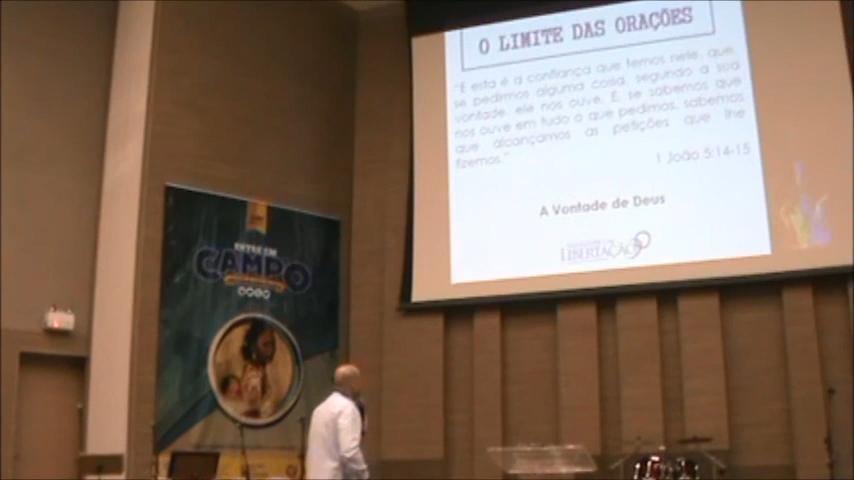 O LIMITE DAS ORAÇÕES
"E esta é a confiança que temos nele, que,
se pedirmos alguma coisa, segundo a sua
vontade, ele nos ouve. E, se sabemos que
nos ouve em tudo o que pedimos, sabemos
que alcançamos as petições que lhe
fizemos."
1 João 5:14-15
A Vontade de Deus
LIBERTAÇÃO
ENTRE EM
CAMPO